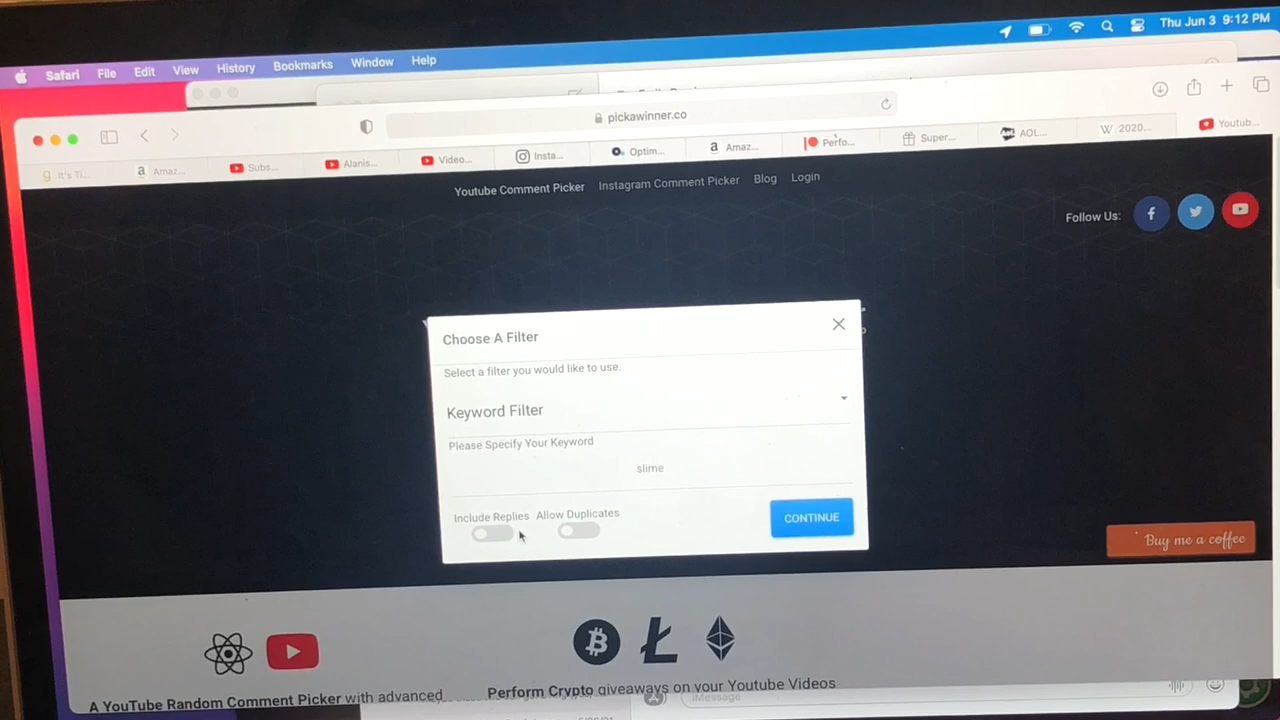 Safari File Edit View History Bookmarks Window Help
Thu Jun 3 9:12 PM
pickawinner.co
It's Ti...
Amaz...
Subs...
Alanis...
Video...
Insta...
Optim...
Amaz...
Perfo...
Super...
AOL...
2020...
Youtub...
Youtube Comment Picker Instagram Comment Picker Blog Login
Follow Us:
Choose A Filter
Select a filter you would like to use.
Keyword Filter
Please Specify Your Keyword
slime
Include Replies Allow Duplicates
CONTINUE
Buy me a coffee
A YouTube Random Comment Picker with advanced
Perform Crypto giveaways on your Youtube Videos
iMessage